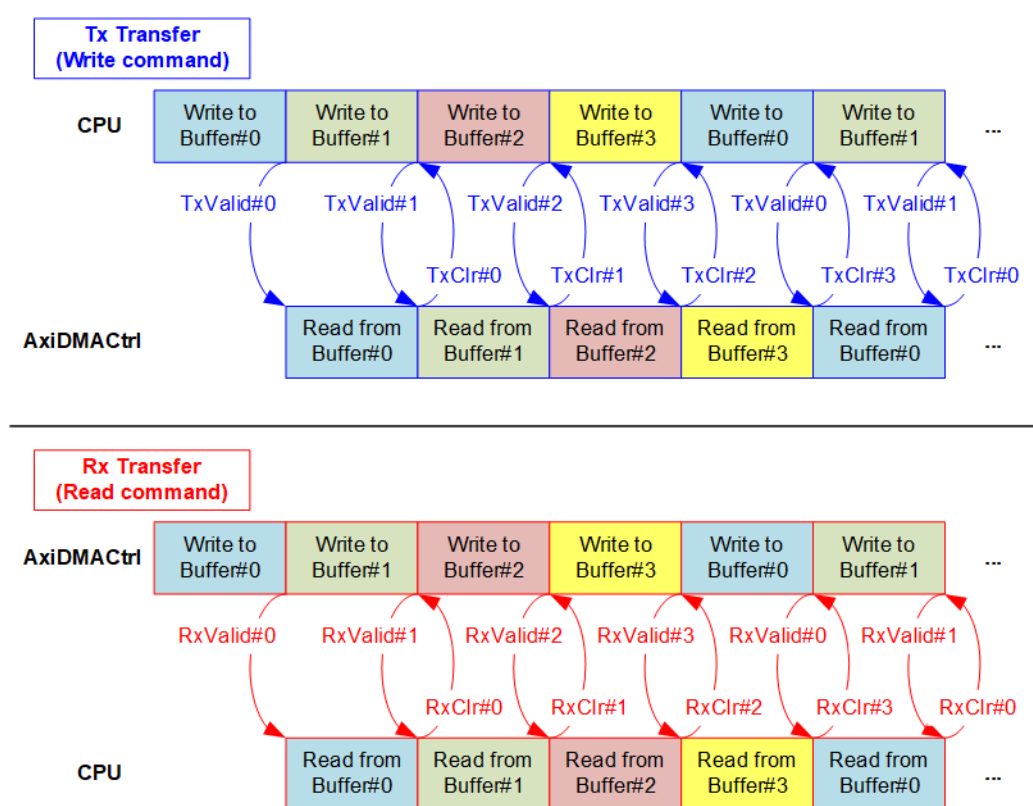 Tx Transfer
(Write command)
CPU
Write to
Buffer#0
Write to
Buffer#1
Write to
Buffer#2
Write to
Buffer#3
Write to
Buffer#0
Write to
Buffer#1
...
TxValid#0
TxValid#1
TxValid#2
TxValid#3
TxValid#0
TxValid#1
TxClr#0
TxClr#1
TxClr#2
TxClr#3
TxClr#0
AxiDMACtrl
Read from
Buffer#0
Read from
Buffer#1
Read from
Buffer#2
Read from
Buffer#3
Read from
Buffer#0
...
Rx Transfer
(Read command)
AxiDMACtrl
Write to
Buffer#0
Write to
Buffer#1
Write to
Buffer#2
Write to
Buffer#3
Write to
Buffer#0
Write to
Buffer#1
...
RxValid#0
RxValid#1
RxValid#2
RxValid#3
RxValid#0
RxValid#1
RxClr#0
RxClr#1
RxClr#2
RxClr#3
RxClr#0
CPU
Read from
Buffer#0
Read from
Buffer#1
Read from
Buffer#2
Read from
Buffer#3
Read from
Buffer#0
...